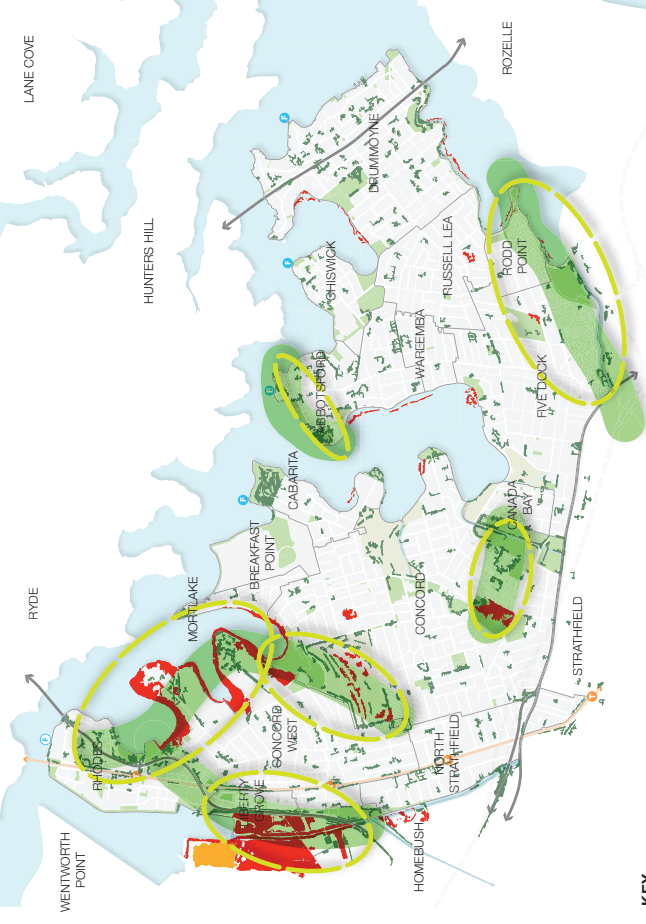 LANE COVE
ROZELLE
DRUMMOYNE
HUNTERS HILL
F
CHISWICK
F
RUSSELL LEA
RODD
POINT
WAREEMBA
ABBOTSFORD
F
FIVE DOCK
CABARITA
F
CANADA
BAY
BREAKFAST
POINT
RYDE
MORTLAKE
CONCORD
STRATHFIELD
CONCORD
WEST
NORTH
STRATHFIELD
T
F
RHODES
LIBERTY
GROVE
WENTWORTH
POINT
HOMEBUSH
KEY